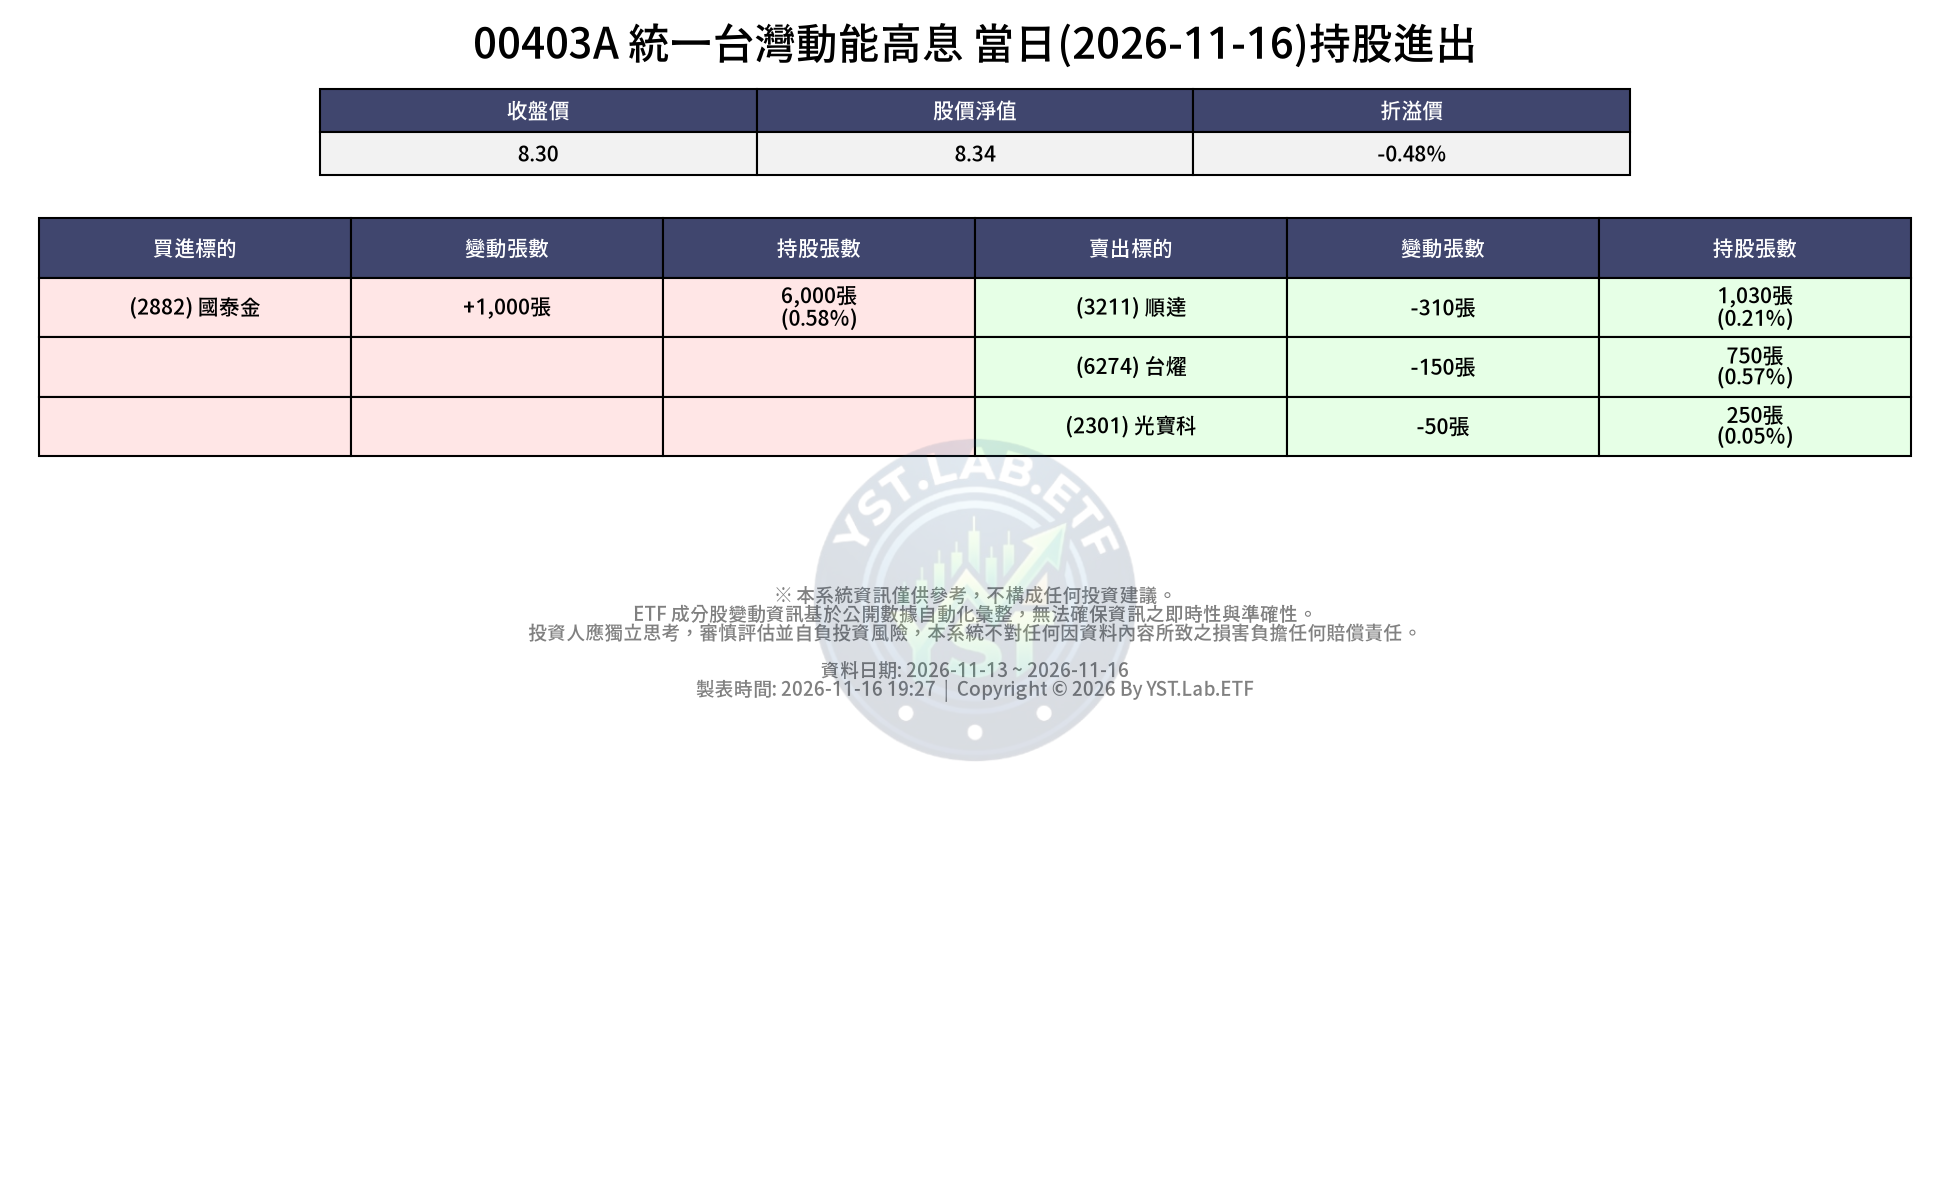 00403A 統一台灣動能高息 當日(2026-11-16)持股進出
收盤價 股價淨值 折溢價
8.30 8.34 -0.48%
買進標的 變動張數 持股張數 賣出標的 變動張數 持股張數
(2882) 國泰金 +1,000張 6,000張 (0.58%) (3211) 順達 -310張 1,030張 (0.21%)
(6274) 台燿 -150張 750張 (0.57%)
(2301) 光寶科 -50張 250張 (0.05%)
YST.LAB.ETF
YST
※ 本系統資訊僅供參考，不構成任何投資建議。
ETF 成分股變動資訊基於公開數據自動化彙整，無法確保資訊之即時性與準確性。
投資人應獨立思考，審慎評估並自負投資風險，本系統不對任何因資料內容所致之損害負擔任何賠償責任。
資料日期: 2026-11-13 ~ 2026-11-16
製表時間: 2026-11-16 19:27 | Copyright © 2026 By YST.Lab.ETF